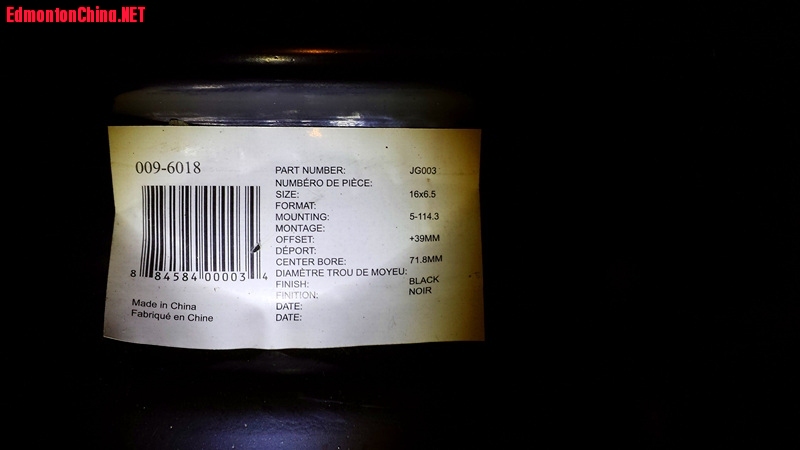 EdmontonChina.NET
009-6018
8 84584 00003 4
Made in China
Fabriqué en Chine
PART NUMBER: JG003
NUMBÉRO DE PIÈCE:
SIZE: 16x6.5
FORMAT:
MOUNTING: 5-114.3
MONTAGE:
OFFSET: +39MM
DÉPORT:
CENTER BORE: 71.8MM
DIAMÈTRE TROU DE MOYEU:
FINISH: BLACK
FINITION: NOIR
DATE:
DATE: